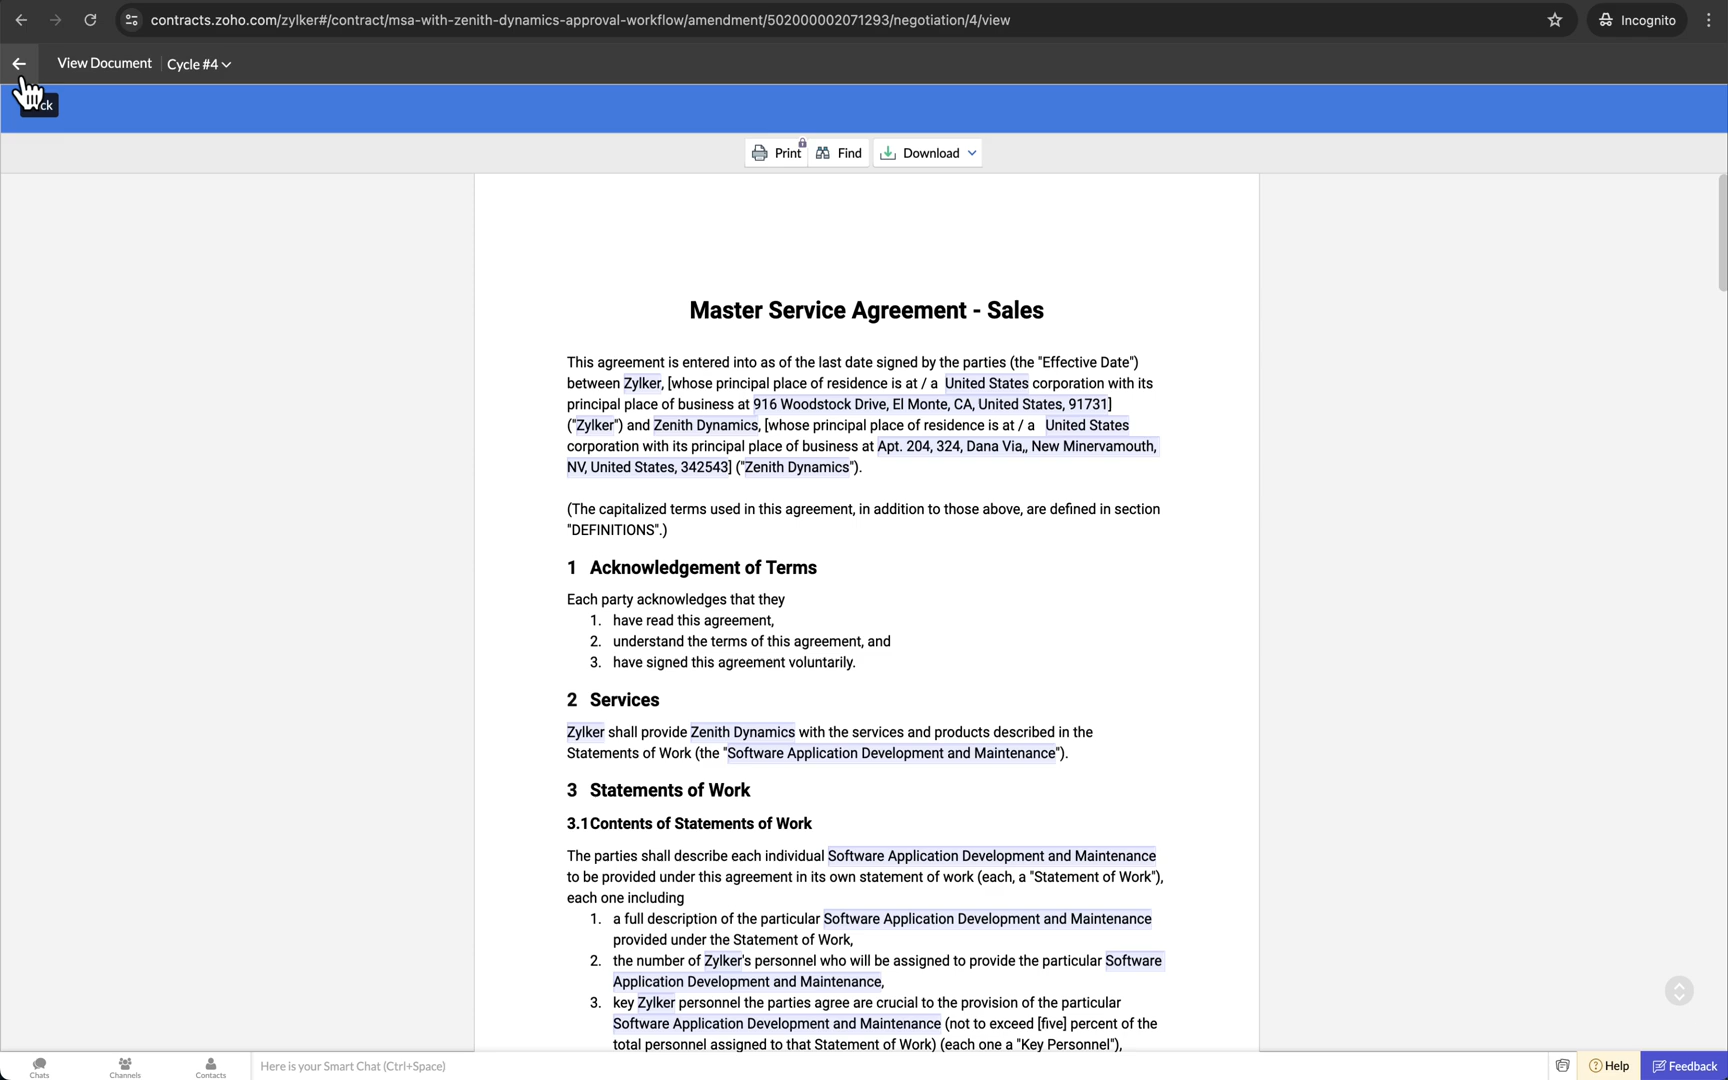 contracts.zoho.com/zylker#/contract/msa-with-zenith-dynamics-approval-workflow/amendment/502000002071293/negotiation/4/view
Incognito
View Document
Cycle #4
ck
Print
Find
Download
Master Service Agreement - Sales
This agreement is entered into as of the last date signed by the parties (the "Effective Date")
between Zylker, [whose principal place of residence is at / a United States corporation with its
principal place of business at 916 Woodstock Drive, El Monte, CA, United States, 91731]
("Zylker") and Zenith Dynamics, [whose principal place of residence is at / a United States
corporation with its principal place of business at Apt. 204, 324, Dana Via,, New Minervamouth,
NV, United States, 342543] ("Zenith Dynamics").
(The capitalized terms used in this agreement, in addition to those above, are defined in section
"DEFINITIONS".)
1 Acknowledgement of Terms
Each party acknowledges that they
1. have read this agreement,
2. understand the terms of this agreement, and
3. have signed this agreement voluntarily.
2 Services
Zylker shall provide Zenith Dynamics with the services and products described in the
Statements of Work (the "Software Application Development and Maintenance").
3 Statements of Work
3.1Contents of Statements of Work
The parties shall describe each individual Software Application Development and Maintenance
to be provided under this agreement in its own statement of work (each, a "Statement of Work"),
each one including
1. a full description of the particular Software Application Development and Maintenance
provided under the Statement of Work,
2. the number of Zylker's personnel who will be assigned to provide the particular Software
Application Development and Maintenance,
3. key Zylker personnel the parties agree are crucial to the provision of the particular
Software Application Development and Maintenance (not to exceed [five] percent of the
total personnel assigned to that Statement of Work) (each one a "Key Personnel"),
Chats
Channels
Contacts
Here is your Smart Chat (Ctrl+Space)
Help
Feedback